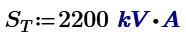 S_T := 2200 kV • A